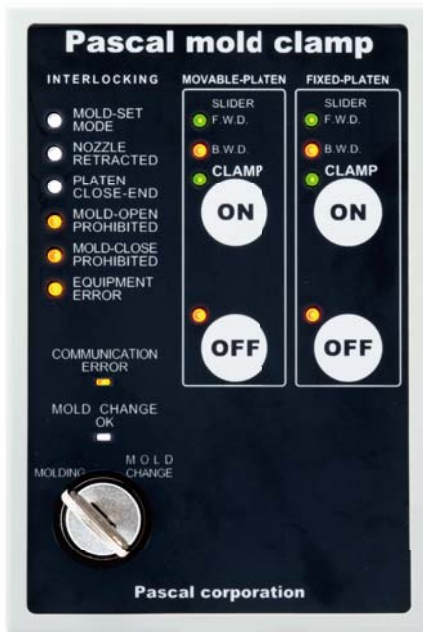 Pascal mold clamp
INTERLOCKING
MOLD-SET
MODE
NOZZLE
RETRACTED
PLATEN
CLOSE-END
MOLD-OPEN
PROHIBITED
MOLD-CLOSE
PROHIBITED
EQUIPMENT
ERROR
COMMUNICATION
ERROR
MOLD CHANGE
OK
MOLDING
MOLD
CHANGE
MOVABLE-PLATEN
SLIDER
F.W.D.
B.W.D.
CLAMP
ON
OFF
FIXED-PLATEN
SLIDER
F.W.D.
B.W.D.
CLAMP
ON
OFF
Pascal corporation